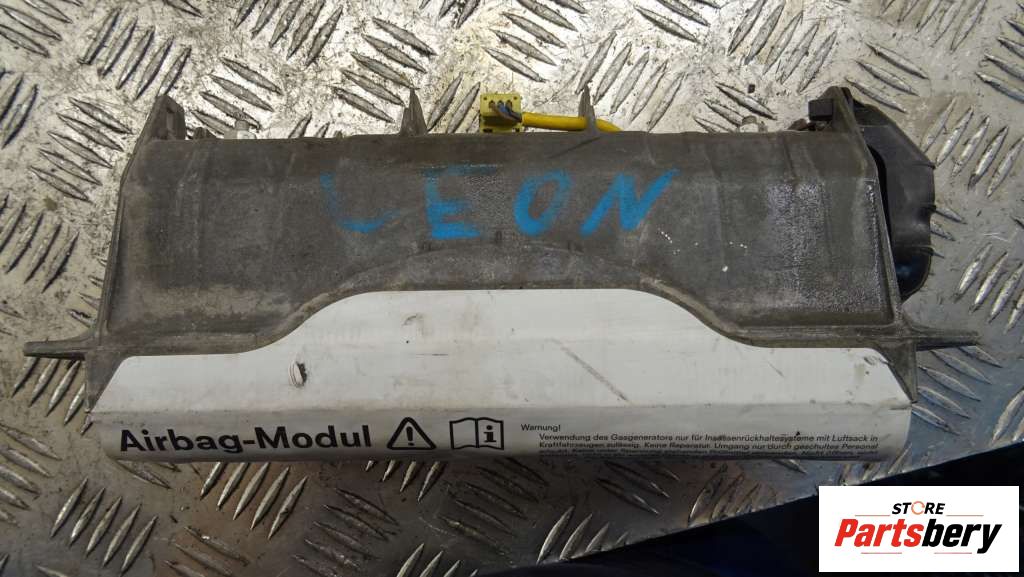 LEON
Airbag-Modul
Warnung!
Verwendung des Gasgenerators nur für Insassenrückhaltesysteme mit Luftsack in
Kraftfahrzeugen zulässig. Keine Reparatur. Umgang nur durch geschultes Personal
STORE
Partsbery